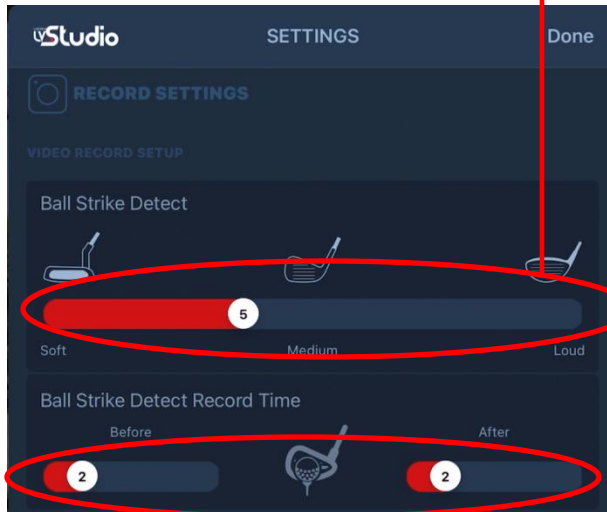 vStudio SETTINGS Done
RECORD SETTINGS
VIDEO RECORD SETUP
Ball Strike Detect
5
Soft Medium Loud
Ball Strike Detect Record Time
Before After
2 2